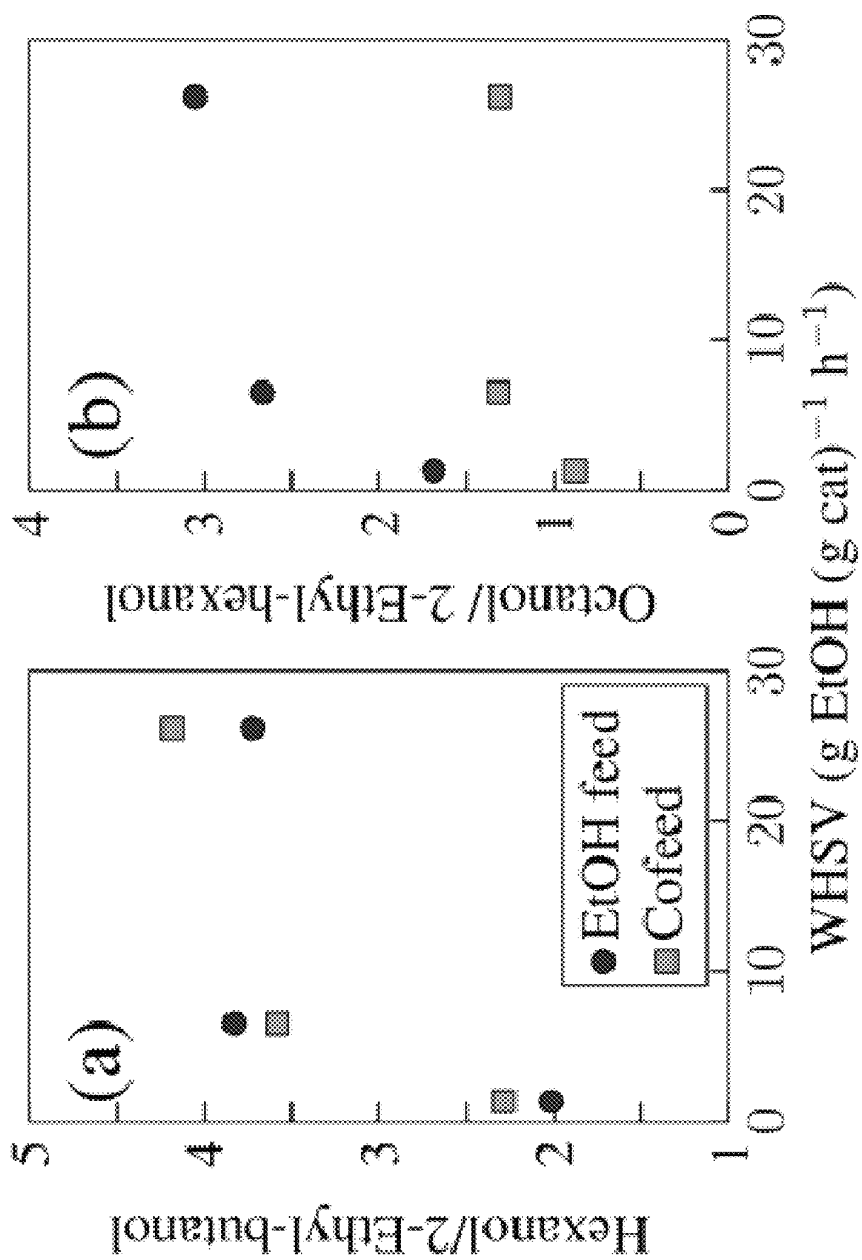 (a)
Hexanol/2-Ethyl-butanol
5
4
3
2
1
0
10
20
30
EtOH feed
Cofeed
(b)
Octanol/ 2-Ethyl-hexanol
4
3
2
1
0
0
10
20
30
WHSV (g EtOH (g cat)⁻¹ h⁻¹)